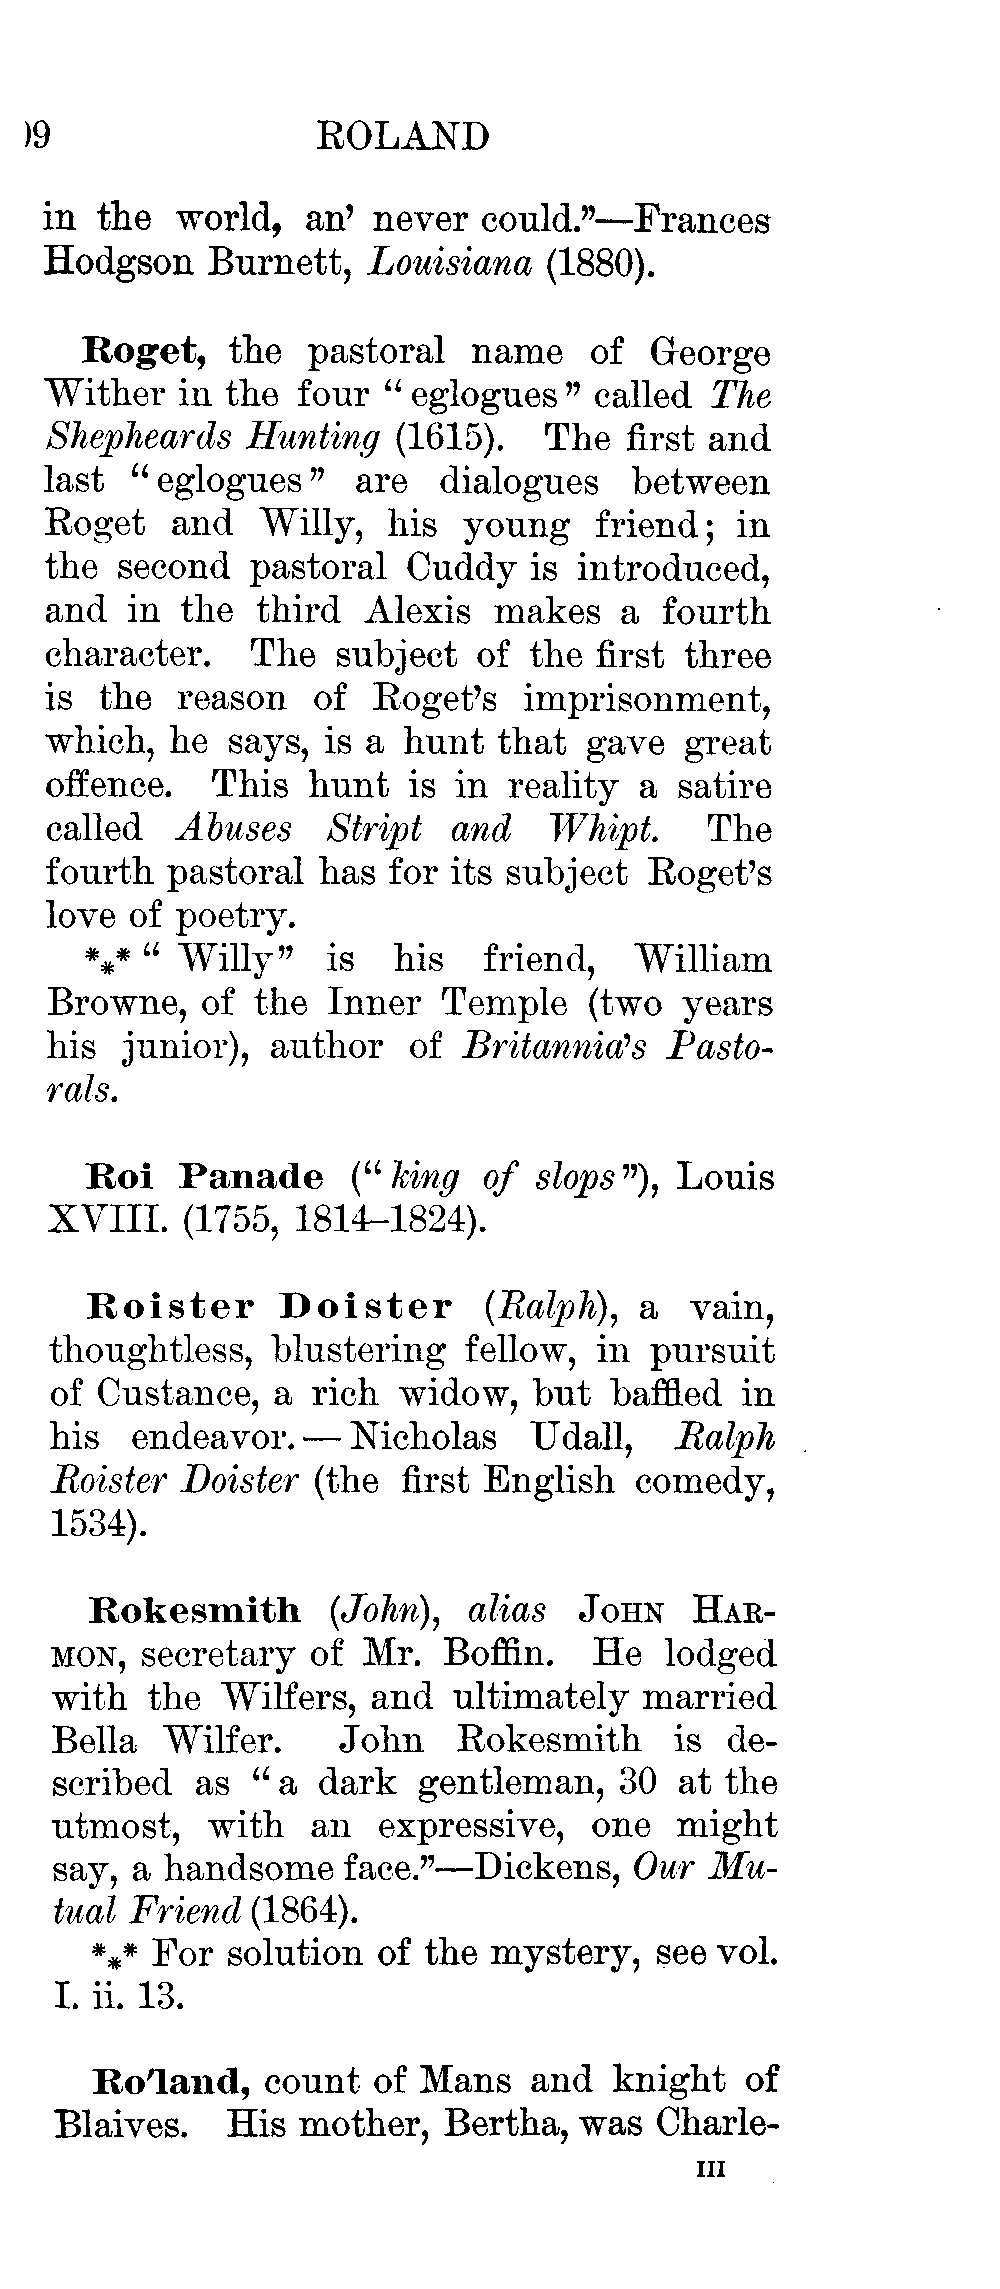 )9 ROLAND
in the world, an’ never could.”—Frances
Hodgson Burnett, Louisiana (1880).
Roget, the pastoral name of George
Wither in the four “eglogues” called The
Shepheards Hunting (1615). The first and
last “eglogues” are dialogues between
Roget and Willy, his young friend; in
the second pastoral Cuddy is introduced,
and in the third Alexis makes a fourth
character. The subject of the first three
is the reason of Roget’s imprisonment,
which, he says, is a hunt that gave great
offence. This hunt is in reality a satire
called Abuses Stript and Whipt. The
fourth pastoral has for its subject Roget’s
love of poetry.
*⁎* “Willy” is his friend, William
Browne, of the Inner Temple (two years
his junior), author of Britannia’s Pasto-
rals.
Roi Panade (“king of slops”), Louis
XVIII. (1755, 1814–1824).
Roister Doister (Ralph), a vain,
thoughtless, blustering fellow, in pursuit
of Custance, a rich widow, but baffled in
his endeavor.—Nicholas Udall, Ralph
Roister Doister (the first English comedy,
1534).
Rokesmith (John), alias JOHN HAR-
MON, secretary of Mr. Boffin. He lodged
with the Wilfers, and ultimately married
Bella Wilfer. John Rokesmith is de-
scribed as “a dark gentleman, 30 at the
utmost, with an expressive, one might
say, a handsome face.”—Dickens, Our Mu-
tual Friend (1864).
*⁎* For solution of the mystery, see vol.
I. ii. 13.
Ro'land, count of Mans and knight of
Blaives. His mother, Bertha, was Charle-
III